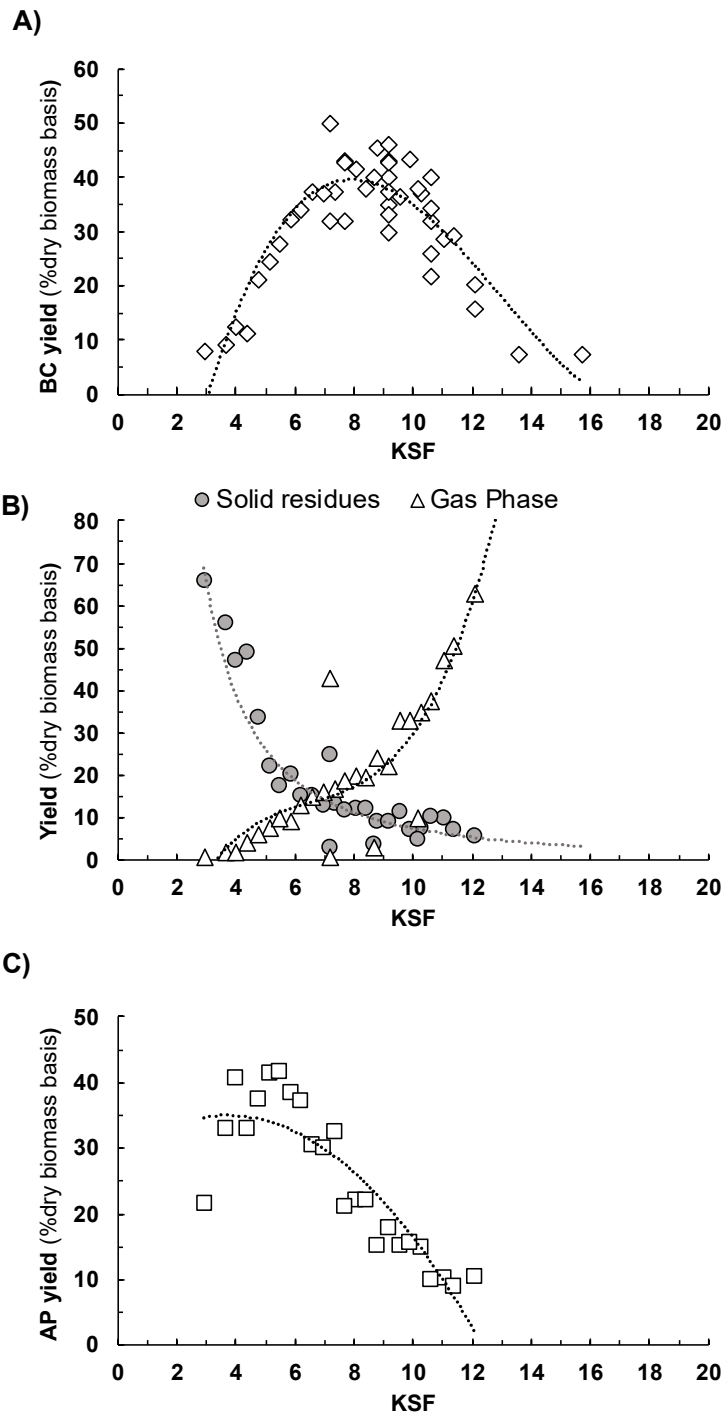 A)
60
50
40
30
20
10
0
BC yield (%dry biomass basis)
0 2 4 6 8 10 12 14 16 18 20
KSF
B)
Solid residues Gas Phase
80
70
60
50
40
30
20
10
0
Yield (%dry biomass basis)
0 2 4 6 8 10 12 14 16 18 20
KSF
C)
50
40
30
20
10
0
AP yield (%dry biomass basis)
0 2 4 6 8 10 12 14 16 18 20
KSF